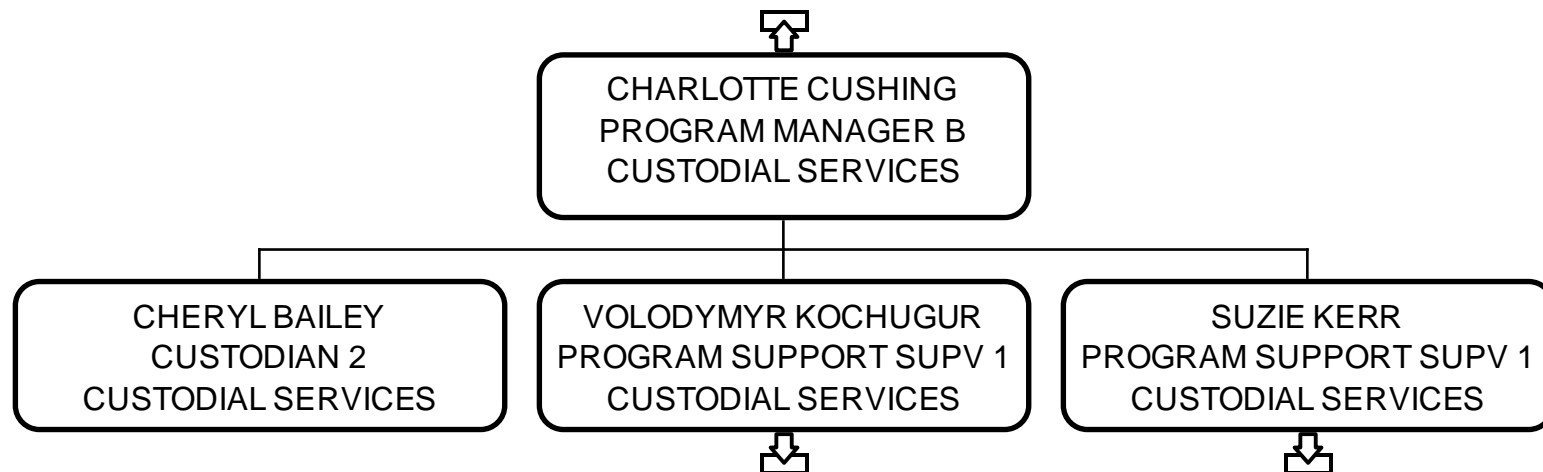 CHARLOTTE CUSHING
PROGRAM MANAGER B
CUSTODIAL SERVICES
CHERYL BAILEY
CUSTODIAN 2
CUSTODIAL SERVICES
VOLODYMYR KOCHUGUR
PROGRAM SUPPORT SUPV 1
CUSTODIAL SERVICES
SUZIE KERR
PROGRAM SUPPORT SUPV 1
CUSTODIAL SERVICES